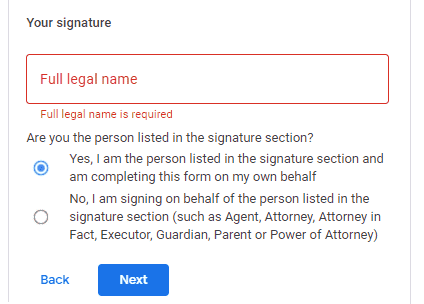 Your signature
Full legal name
Full legal name is required
Are you the person listed in the signature section?
Yes, I am the person listed in the signature section and
am completing this form on my own behalf
No, I am signing on behalf of the person listed in the
signature section (such as Agent, Attorney, Attorney in
Fact, Executor, Guardian, Parent or Power of Attorney)
Back Next